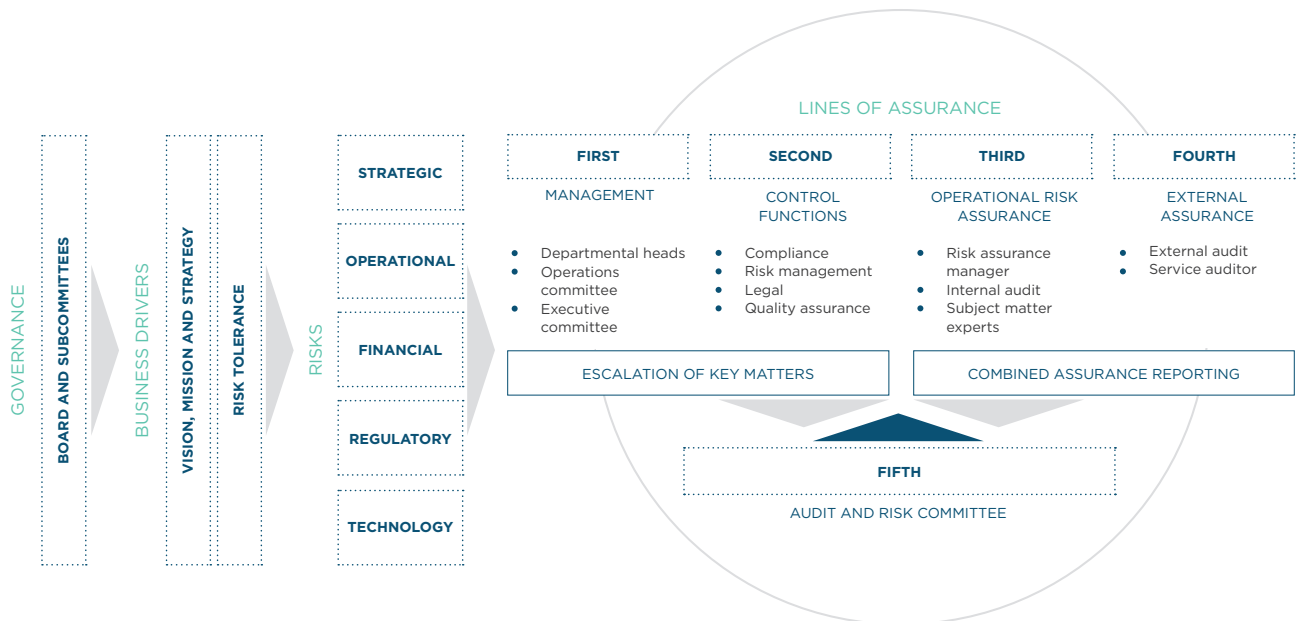 GOVERNANCE
BOARD AND SUBCOMMITTEES
BUSINESS DRIVERS
VISION, MISSION AND STRATEGY
RISK TOLERANCE
RISKS
STRATEGIC
OPERATIONAL
FINANCIAL
REGULATORY
TECHNOLOGY
LINES OF ASSURANCE
FIRST
MANAGEMENT
• Departmental heads
• Operations
committee
• Executive
committee
SECOND
CONTROL
FUNCTIONS
• Compliance
• Risk management
• Legal
• Quality assurance
THIRD
OPERATIONAL RISK
ASSURANCE
• Risk assurance
manager
• Internal audit
• Subject matter
experts
FOURTH
EXTERNAL
ASSURANCE
• External audit
• Service auditor
ESCALATION OF KEY MATTERS
COMBINED ASSURANCE REPORTING
FIFTH
AUDIT AND RISK COMMITTEE